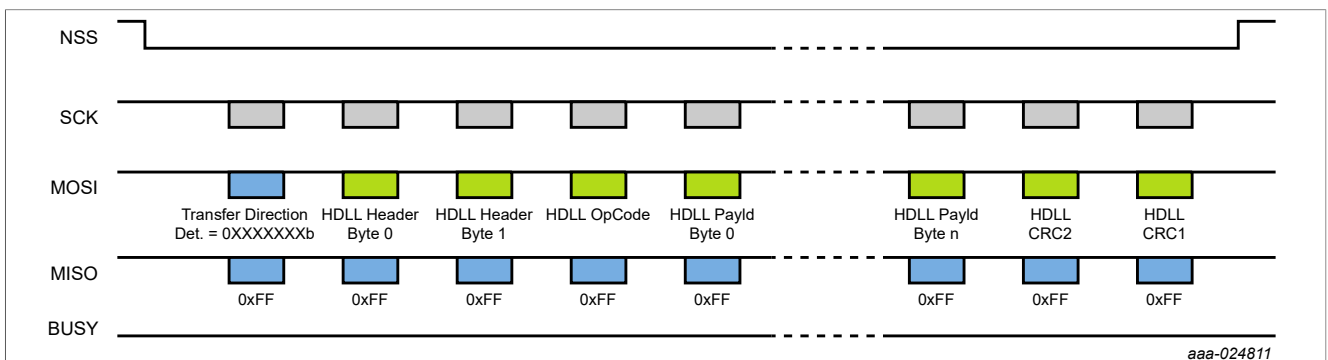 NSS
SCK
MOSI
Transfer Direction
Det. = 0XXXXXXXb
HDLL Header
Byte 0
HDLL Header
Byte 1
HDLL OpCode
HDLL Payld
Byte 0
HDLL Payld
Byte n
HDLL
CRC2
HDLL
CRC1
MISO
0xFF 0xFF 0xFF 0xFF 0xFF 0xFF 0xFF 0xFF
BUSY
aaa-024811